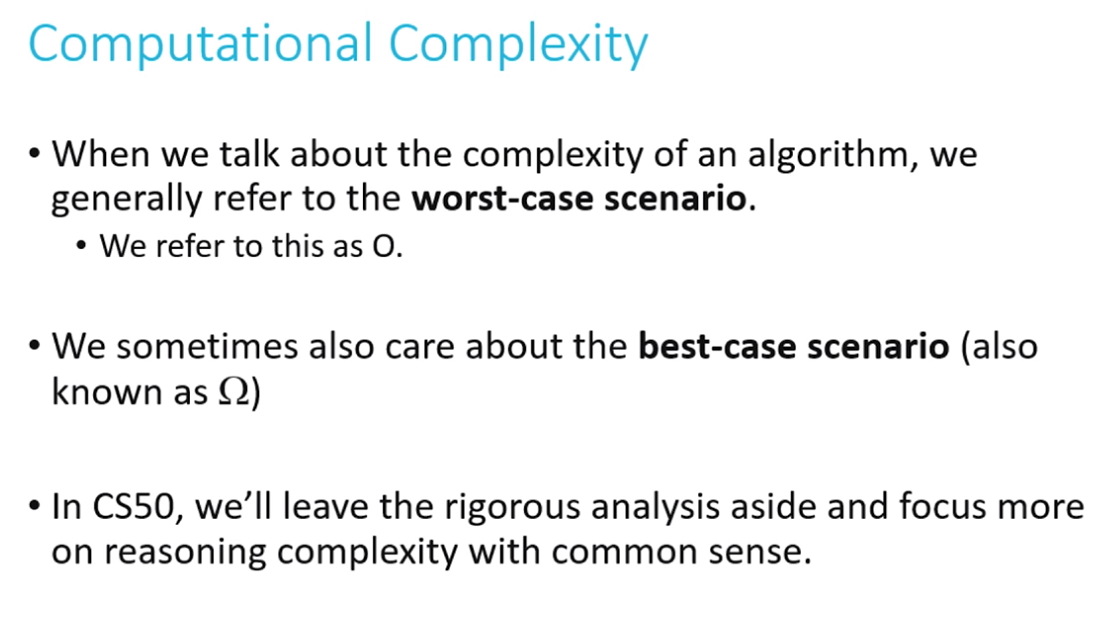 Computational Complexity
• When we talk about the complexity of an algorithm, we
generally refer to the worst-case scenario.
• We refer to this as O.
• We sometimes also care about the best-case scenario (also
known as Ω)
• In CS50, we’ll leave the rigorous analysis aside and focus more
on reasoning complexity with common sense.